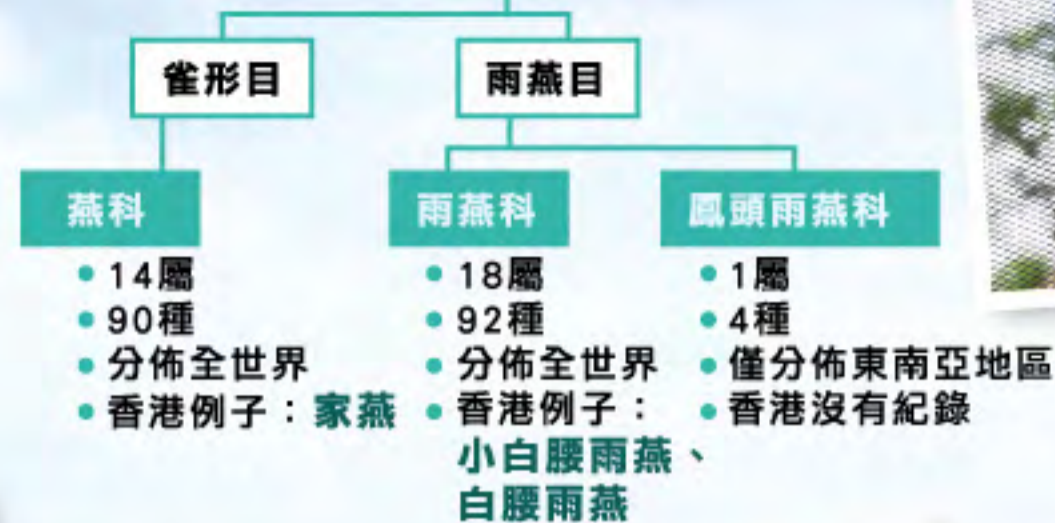 雀形目
雨燕目
燕科
14屬
90種
分佈全世界
香港例子：家燕
雨燕科
18屬
92種
分佈全世界
香港例子：
小白腰雨燕、
白腰雨燕
鳳頭雨燕科
1屬
4種
僅分佈東南亞地區
香港沒有紀錄